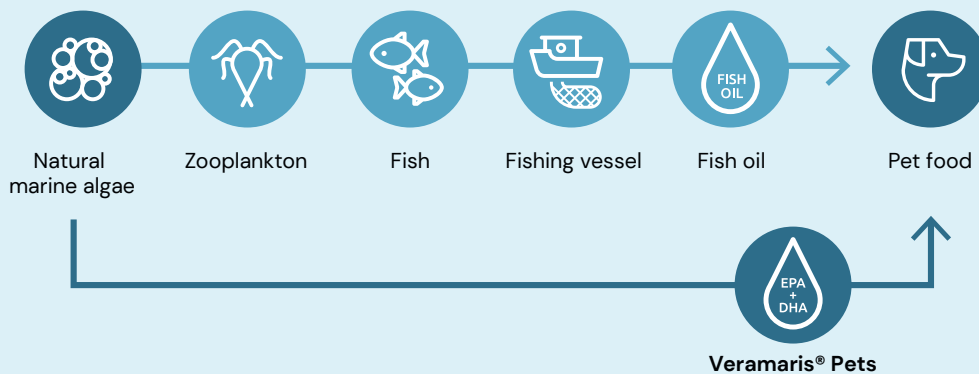 FISH
OIL
Natural
marine algae
Zooplankton
Fish
Fishing vessel
Fish oil
Pet food
EPA
+
DHA
Veramaris® Pets